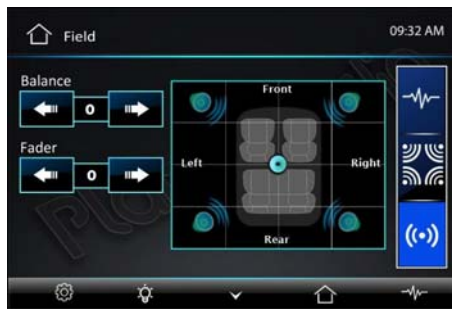 Field
09:32 AM
Balance
0
Fader
0
Front
Left
Right
Rear